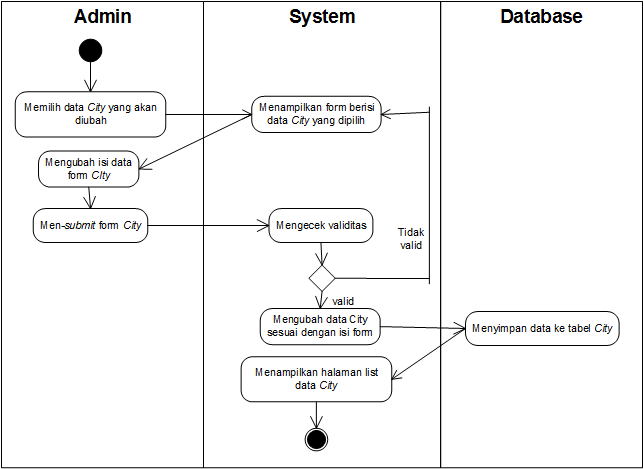 Admin
System
Database
Memilih data City yang akan
diubah
Menampilkan form berisi
data City yang dipilih
Mengubah isi data
form CIty
Men-submit form City
Mengecek validitas
Tidak
valid
valid
Mengubah data City
sesuai dengan isi form
Menyimpan data ke tabel City
Menampilkan halaman list
data City